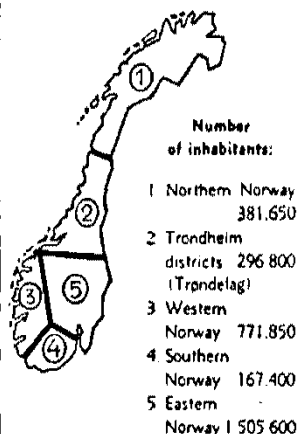 1
2
3
5
4
Number
of inhabitants:
1 Northern Norway
381.650
2 Trondheim
districts 296 800
(Trøndelag)
3 Western
Norway 771.850
4 Southern
Norway 167.400
5 Eastern
Norway 1 505 600